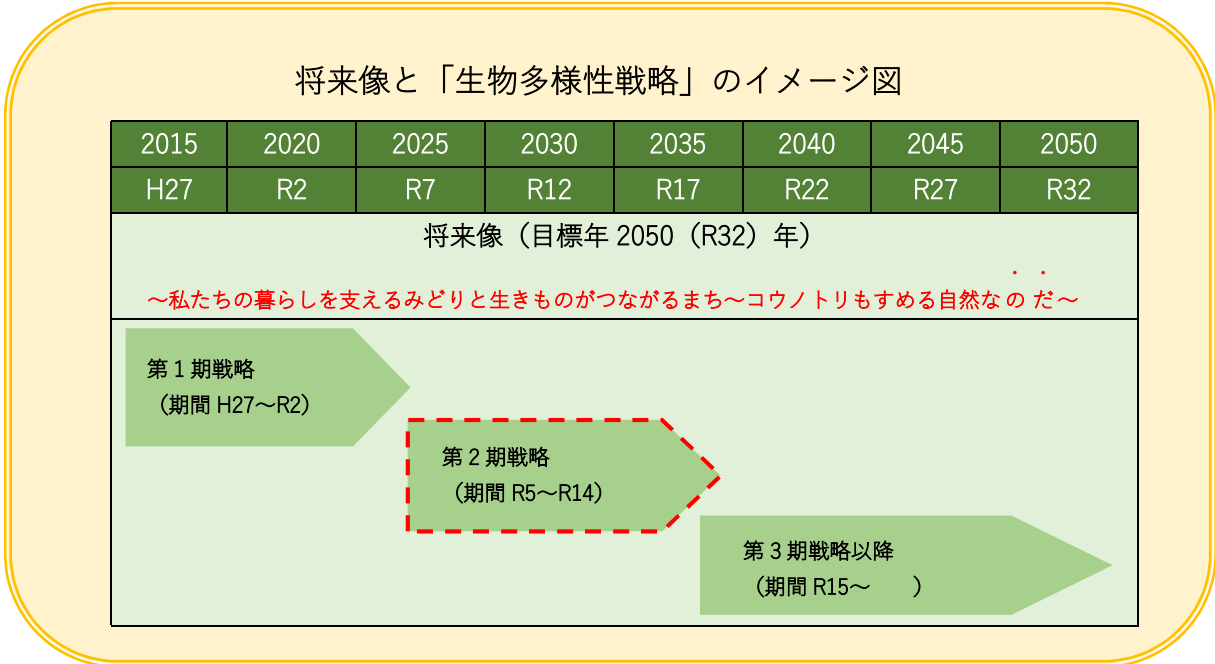 将来像と「生物多様性戦略」のイメージ図
2015 2020 2025 2030 2035 2040 2045 2050
H27 R2 R7 R12 R17 R22 R27 R32
将来像（目標年 2050（R32）年）
～私たちの暮らしを支えるみどりと生きものがつながるまち～コウノトリもすめる自然なのだ～
第１期戦略
（期間 H27～R2）
第２期戦略
（期間 R5～R14）
第３期戦略以降
（期間 R15～　　）